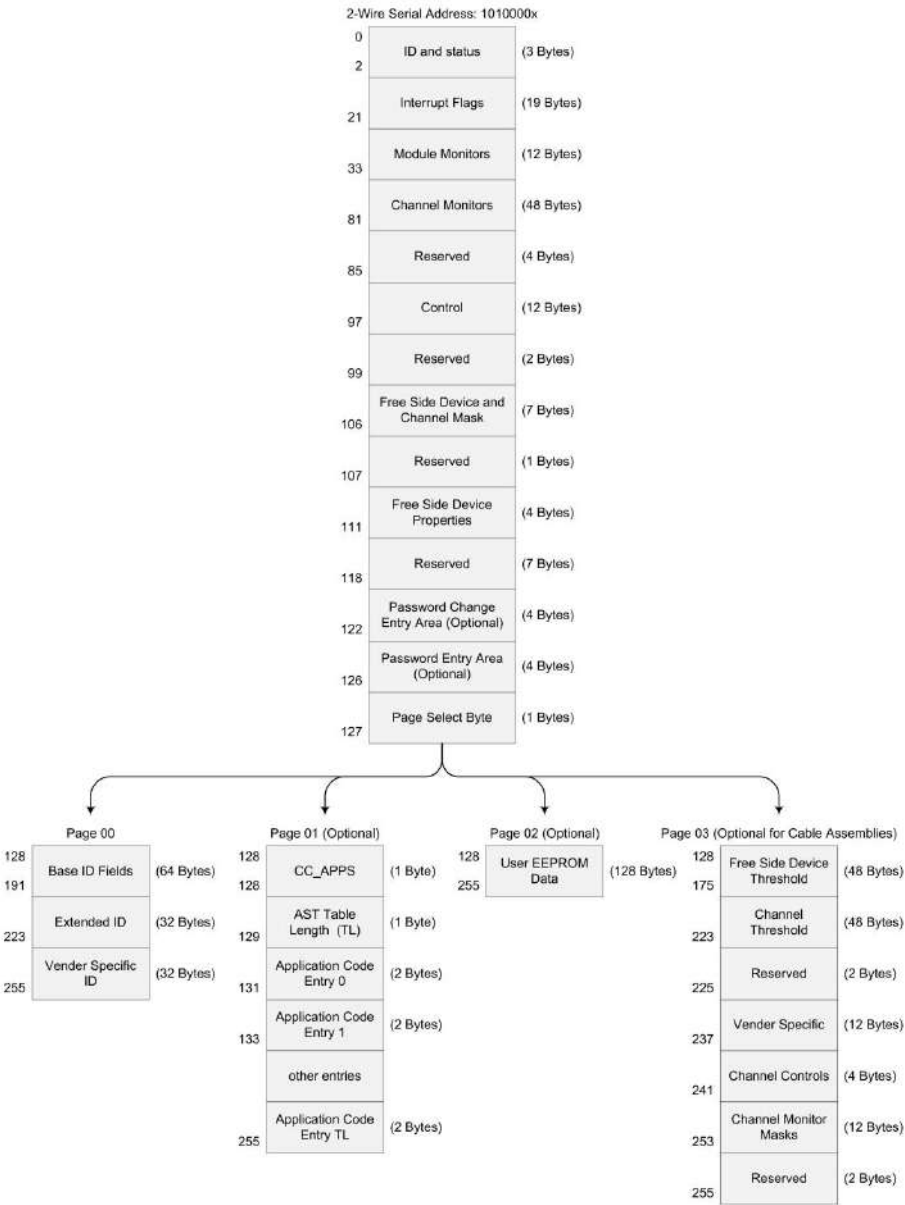 2-Wire Serial Address: 1010000x
0
2
ID and status
(3 Bytes)
Interrupt Flags
(19 Bytes)
21
Module Monitors
(12 Bytes)
33
Channel Monitors
(48 Bytes)
81
Reserved
(4 Bytes)
85
Control
(12 Bytes)
97
Reserved
(2 Bytes)
99
Free Side Device and
Channel Mask
(7 Bytes)
106
Reserved
(1 Bytes)
107
Free Side Device
Properties
(4 Bytes)
111
Reserved
(7 Bytes)
118
Password Change
Entry Area (Optional)
(4 Bytes)
122
Password Entry Area
(Optional)
(4 Bytes)
126
Page Select Byte
(1 Bytes)
127
Page 00
128
191
Base ID Fields
(64 Bytes)
Extended ID
(32 Bytes)
223
Vender Specific
ID
(32 Bytes)
255
Page 01 (Optional)
128
128
CC_APPS
(1 Byte)
AST Table
Length (TL)
(1 Byte)
129
Application Code
Entry 0
(2 Bytes)
131
Application Code
Entry 1
(2 Bytes)
133
other entries
Application Code
Entry TL
(2 Bytes)
255
Page 02 (Optional)
128
255
User EEPROM
Data
(128 Bytes)
Page 03 (Optional for Cable Assemblies)
128
175
Free Side Device
Threshold
(48 Bytes)
Channel
Threshold
(48 Bytes)
223
Reserved
(2 Bytes)
225
Vender Specific
(12 Bytes)
237
Channel Controls
(4 Bytes)
241
Channel Monitor
Masks
(12 Bytes)
253
Reserved
(2 Bytes)
255